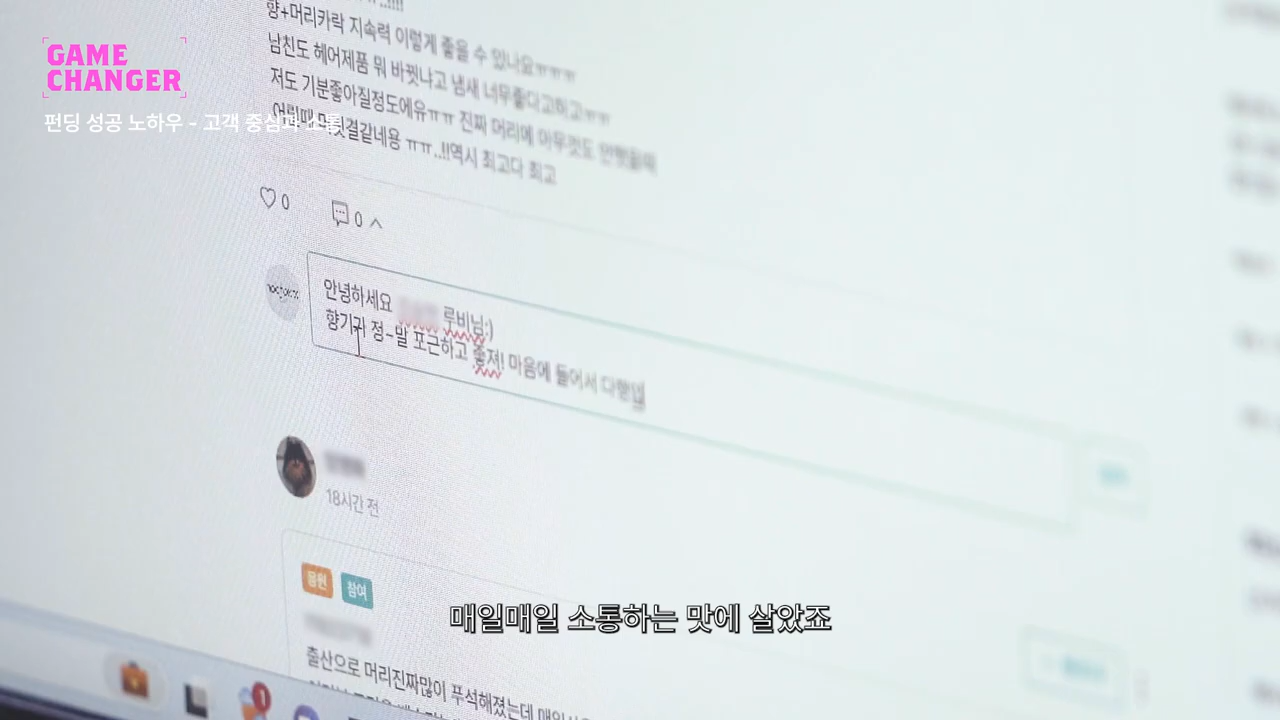 GAME
CHANGER
펀딩 성공 노하우 - 고객 중심과 소통
향+머리카락 지속력 이렇게 좋을 수 있나요ㅠㅠㅠ
남친도 헤어제품 뭐 바꿧냐고 냄새 너무좋다고하고ㅠㅠ
저도 기분좋아질정도에유ㅠㅠ 진짜 머리에 아무것도 안했을때
어릴때 머릿결같네용 ㅠㅠ..!!역시 최고다 최고
0
0
안녕하세요 루비님:)
향기가 정~말 포근하고 좋져! 마음에 들어서 다행
18시간 전
응원 참여
출산으로 머리진짜많이 푸석해졌는데
1
매일매일 소통하는 맛에 살았죠